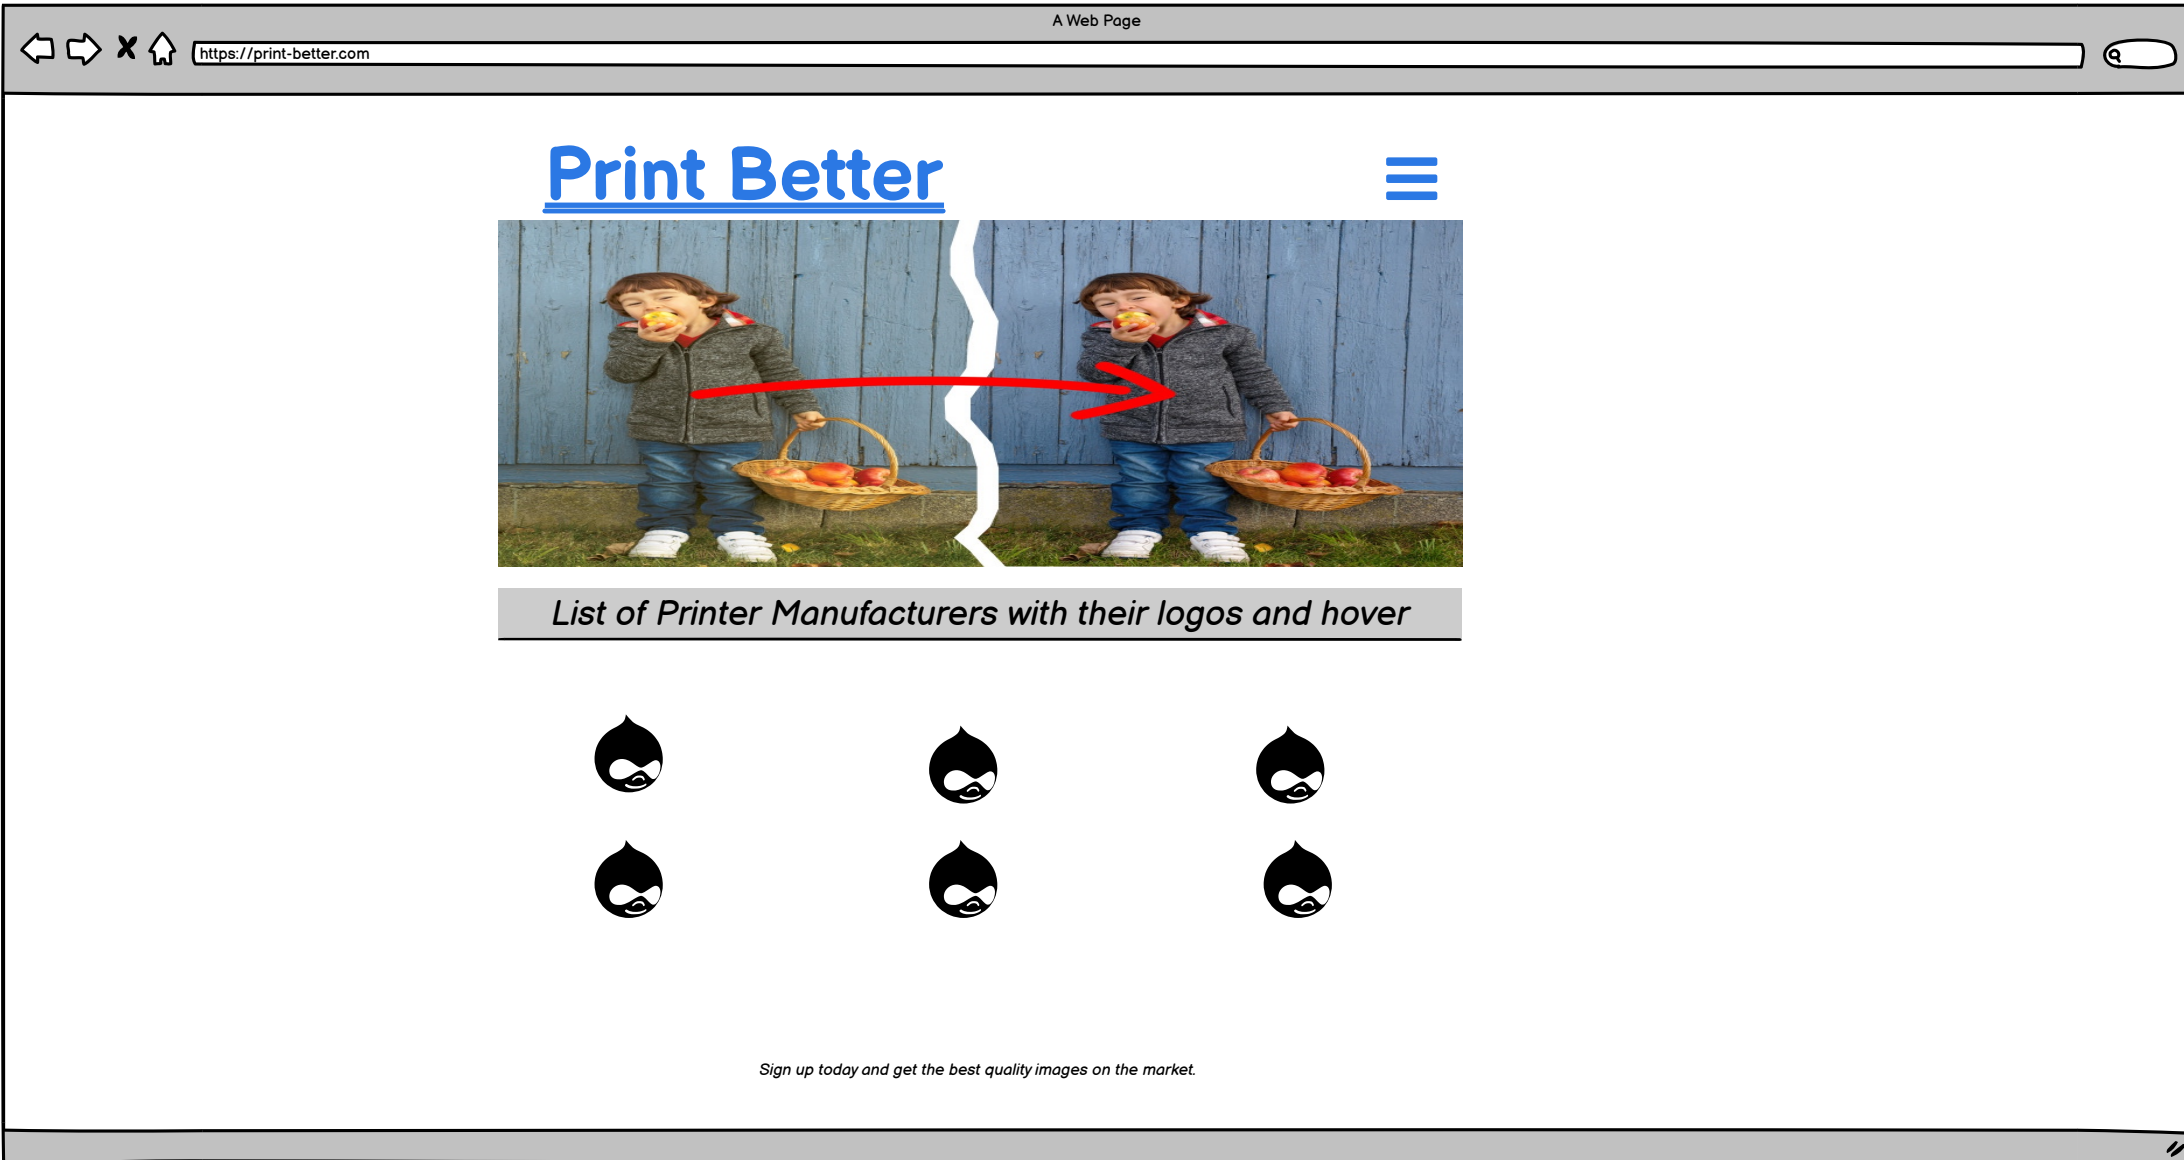 A Web Page
https://print-better.com
Print Better
List of Printer Manufacturers with their logos and hover
Sign up today and get the best quality images on the market.